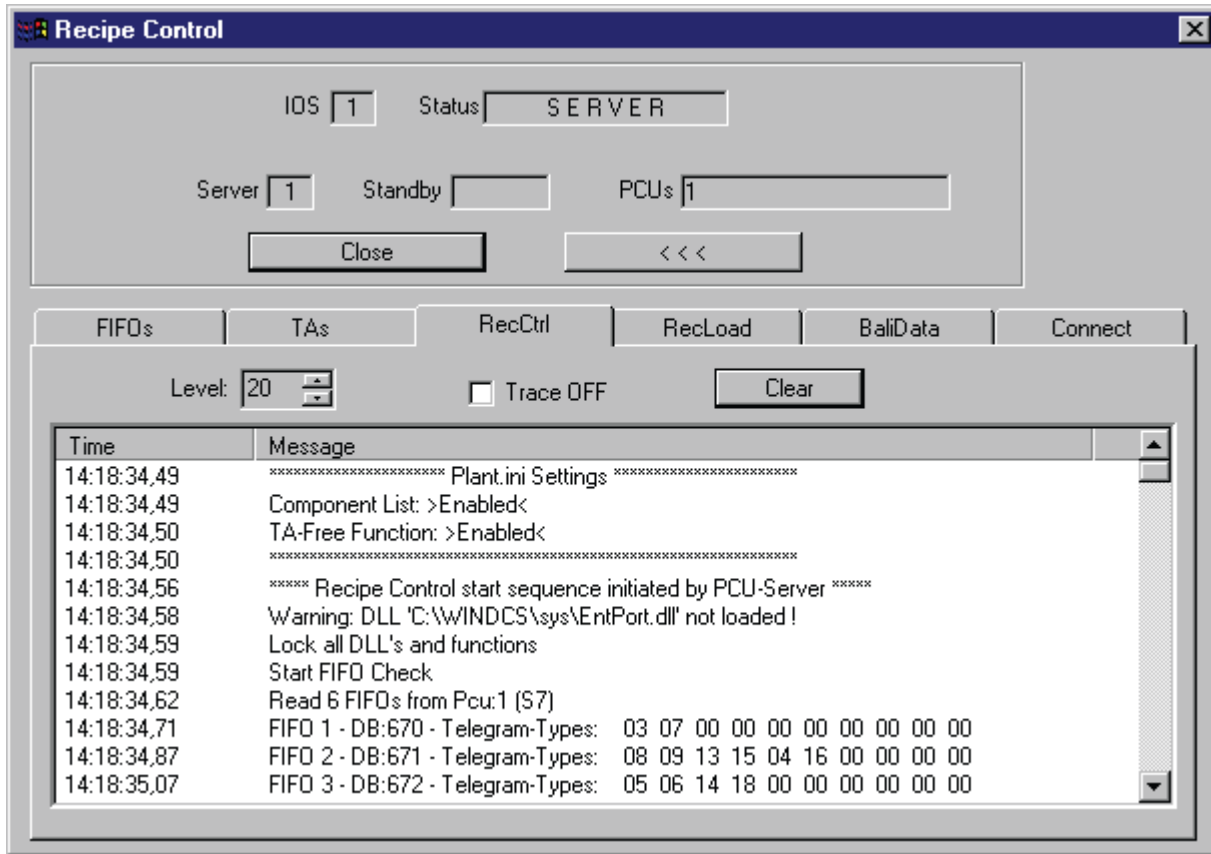 Recipe Control
IOS 1 Status S E R V E R
Server 1 Standby PCUs 1
Close < < <
FIFOs TAs RecCtrl RecLoad BaliData Connect
Level: 20 Trace OFF Clear
Time Message
14:18:34,49 ********************** Plant.ini Settings ***********************
14:18:34,49 Component List: >Enabled<
14:18:34,50 TA-Free Function: >Enabled<
14:18:34,50 ******************************************************************
14:18:34,56 ***** Recipe Control start sequence initiated by PCU-Server *****
14:18:34,58 Warning: DLL 'C:\WINDCS\sys\EntPort.dll' not loaded !
14:18:34,59 Lock all DLL's and functions
14:18:34,59 Start FIFO Check
14:18:34,62 Read 6 FIFOs from Pcu:1 (S7)
14:18:34,71 FIFO 1 - DB:670 - Telegram-Types: 03 07 00 00 00 00 00 00 00 00
14:18:34,87 FIFO 2 - DB:671 - Telegram-Types: 08 09 13 15 04 16 00 00 00 00
14:18:35,07 FIFO 3 - DB:672 - Telegram-Types: 05 06 14 18 00 00 00 00 00 00